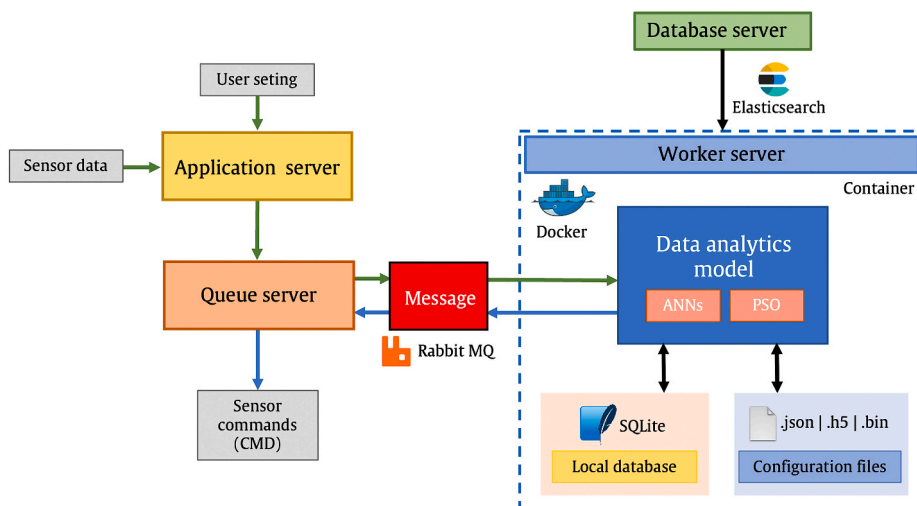 Database server
Elasticsearch
User seting
Sensor data
Application server
Worker server
Container
Docker
Data analytics
model
ANNs
PSO
Queue server
Message
Rabbit MQ
Sensor
commands
(CMD)
SQLite
Local database
.json | .h5 | .bin
Configuration files